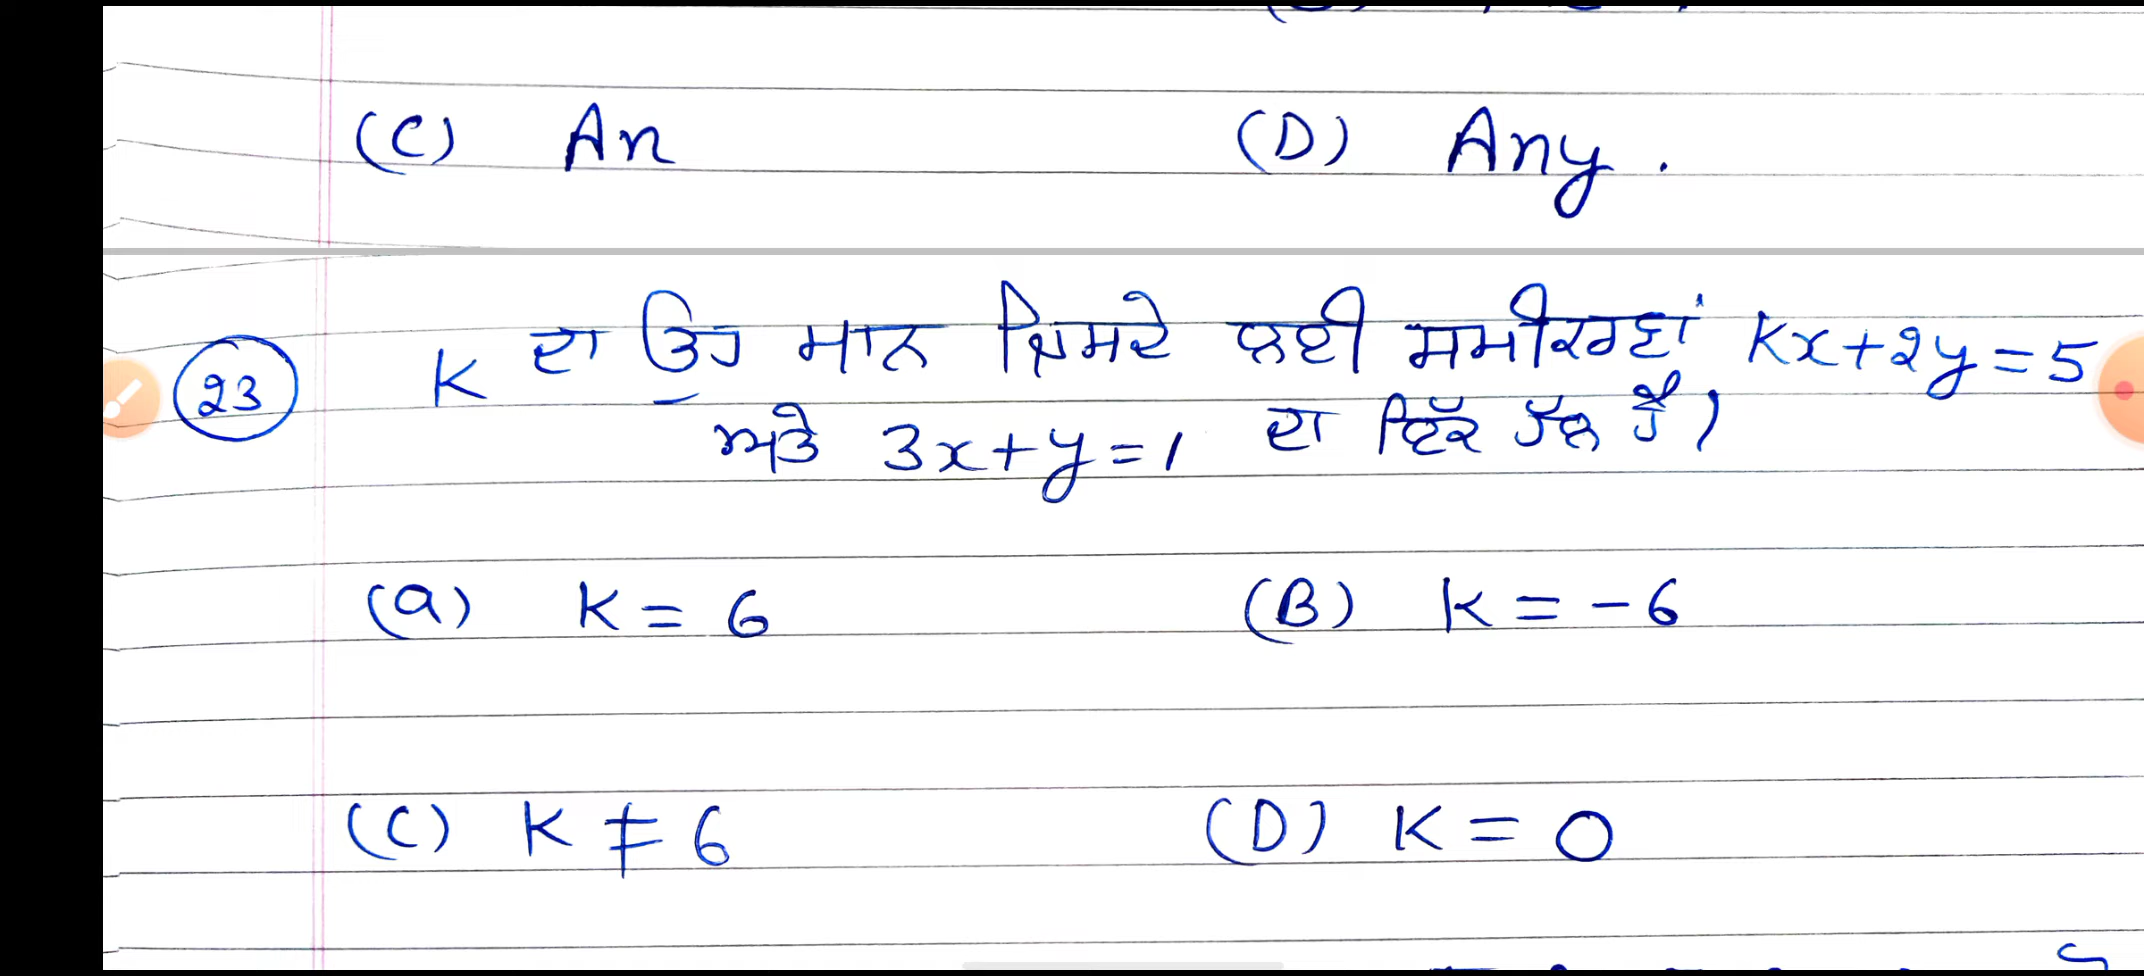 (C) An (D) Any .
(23) K ਦਾ ਉਹ ਮਾਨ ਜਿਸਦੇ ਲਈ ਸਮੀਕਰਣਾਂ Kx+2y=5
ਅਤੇ 3x+y=1 ਦਾ ਇੱਕ ਹੱਲ ਹੈ।
(a) K = 6 (B) K = -6
(C) K ≠ 6 (D) K = 0